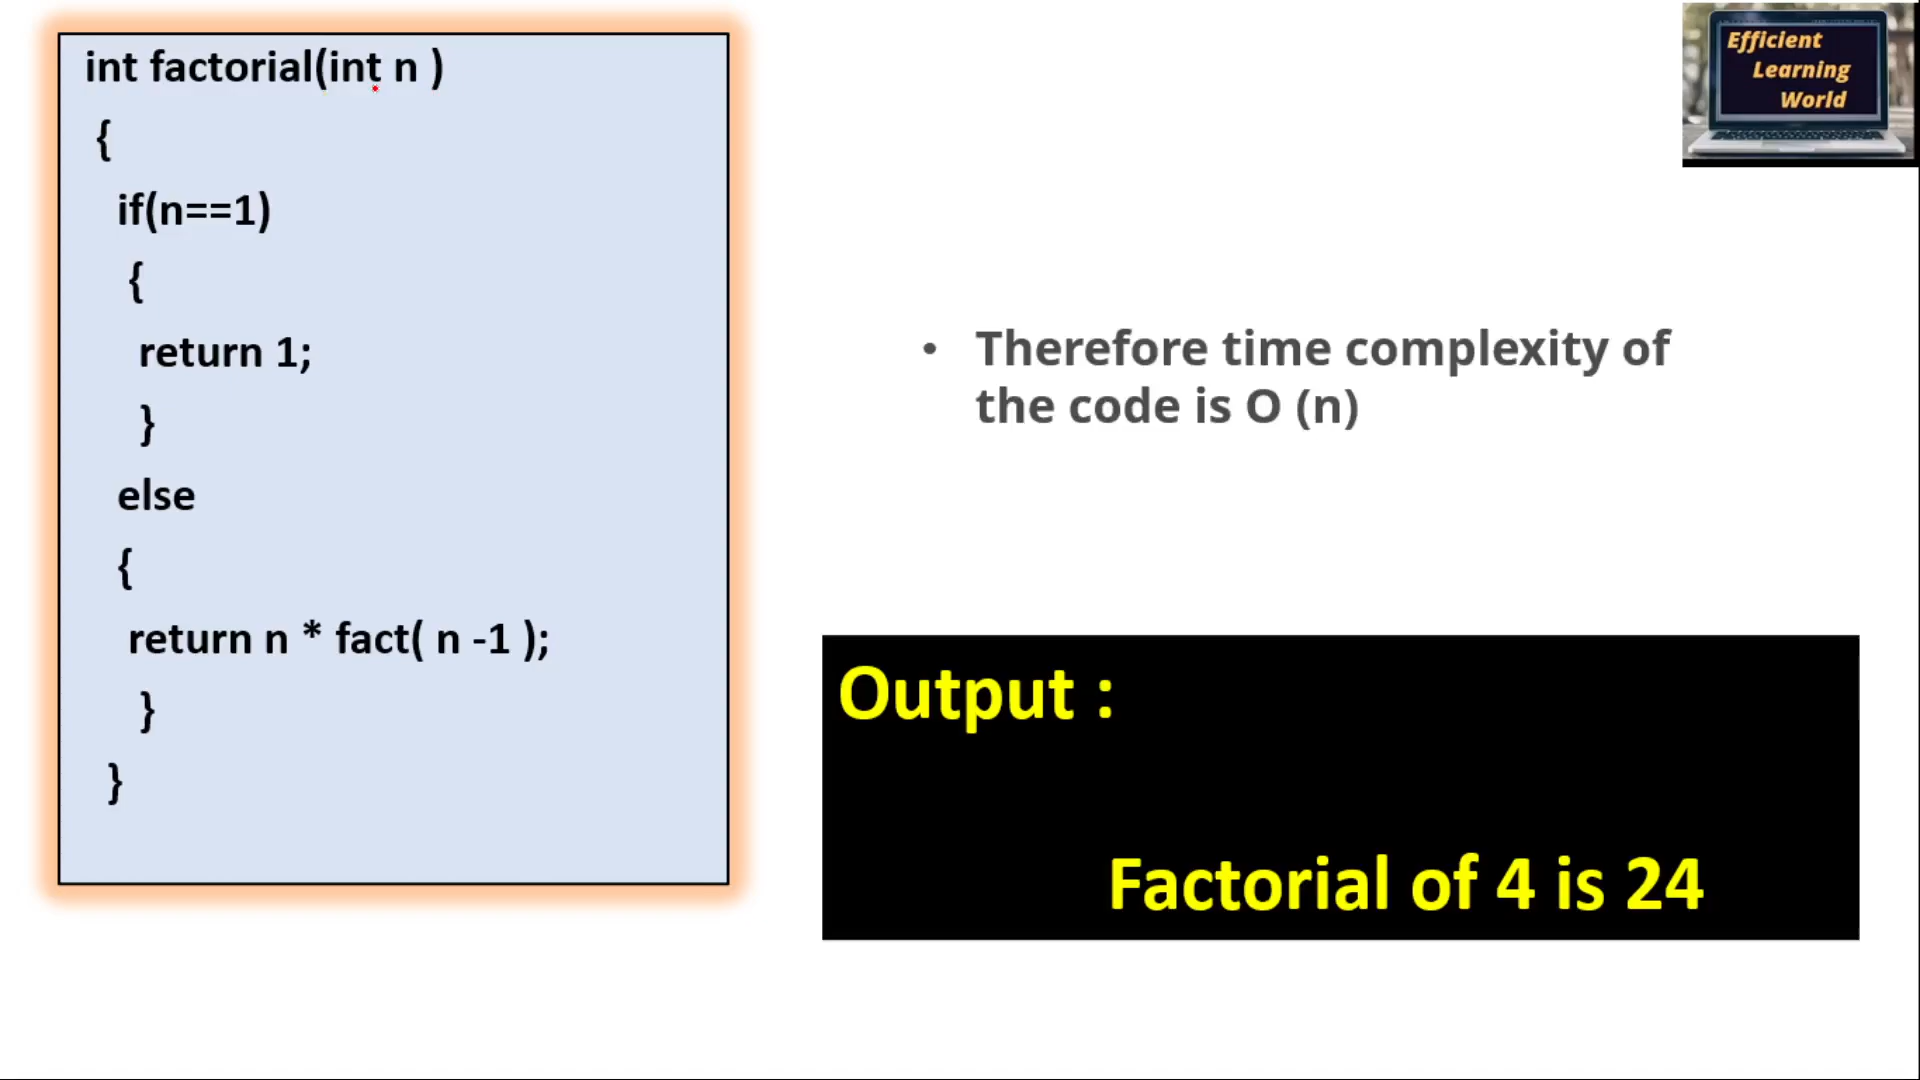 int factorial(int n )
{
if(n==1)
{
return 1;
}
else
{
return n * fact( n -1 );
}
}
Efficient
Learning
World
• Therefore time complexity of
the code is O (n)
Output :
Factorial of 4 is 24